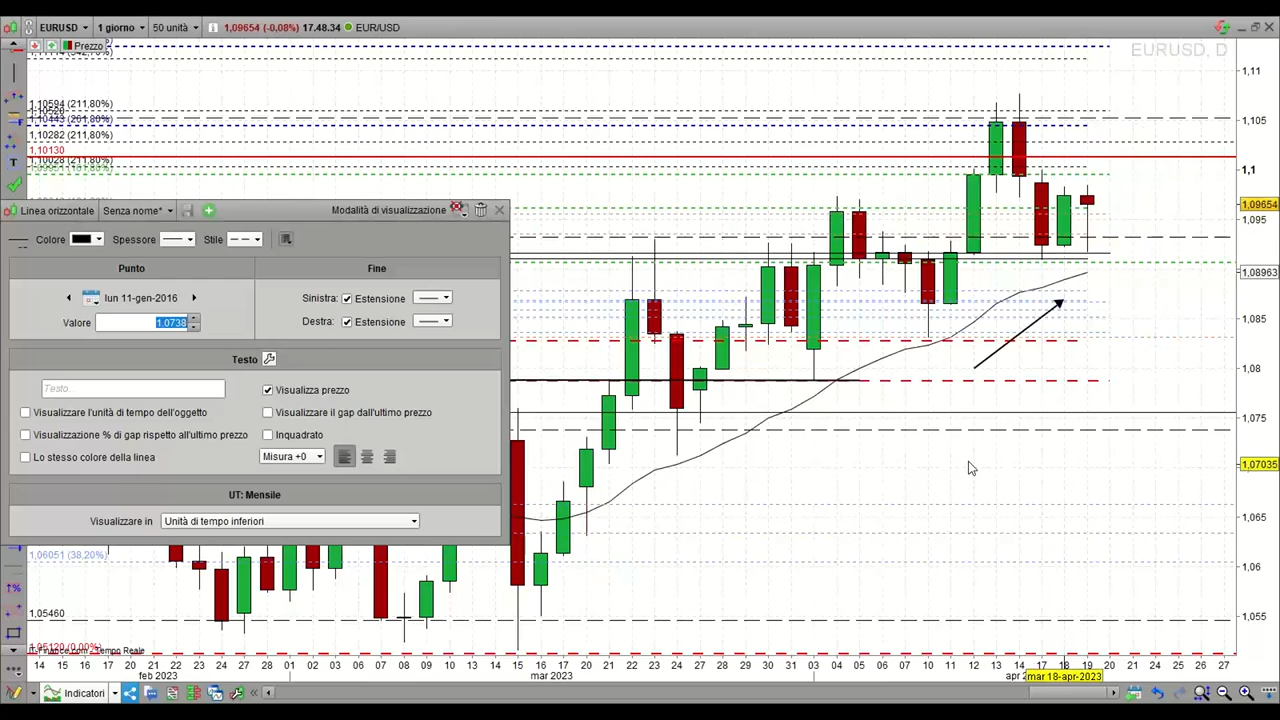 EURUSD 1 giorno 50 unità 1,09654 (-0,08%) 17.48.34 EUR/USD
Prezzo
EURUSD, D
1,11
1,10594 (211,80%)
1,105
1,10282 (211,80%)
1,10130
1,10028 (211,80%)
1,1
1,09654
1,095
1,08963
1,085
1,08
1,075
1,07035
1,065
1,06
1,055
Linea orizzontale Senza nome* Modalità di visualizzazione
Colore Spessore Stile
Punto Fine
lun 11-gen-2016 Sinistra: Estensione
Valore 1.0738 Destra: Estensione
Testo
Testo... Visualizza prezzo
Visualizzare l'unità di tempo dell'oggetto Visualizzare il gap dall'ultimo prezzo
Visualizzazione % di gap rispetto all'ultimo prezzo Inquadrato
Lo stesso colore della linea Misura +0
UT: Mensile
Visualizzare in Unità di tempo inferiori
1,06051 (38,20%)
1,05460
14 15 16 17 20 21 22 23 24 27 28 01 02 03 06 07 08 09 10 13 14 15 16 17 20 21 22 23 24 27 28 29 30 31 03 04 05 06 07 10 11 12 13 14 17 18 19 20 21 24 25 26 27
feb 2023 mar 2023 mar 18-apr-2023
Indicatori